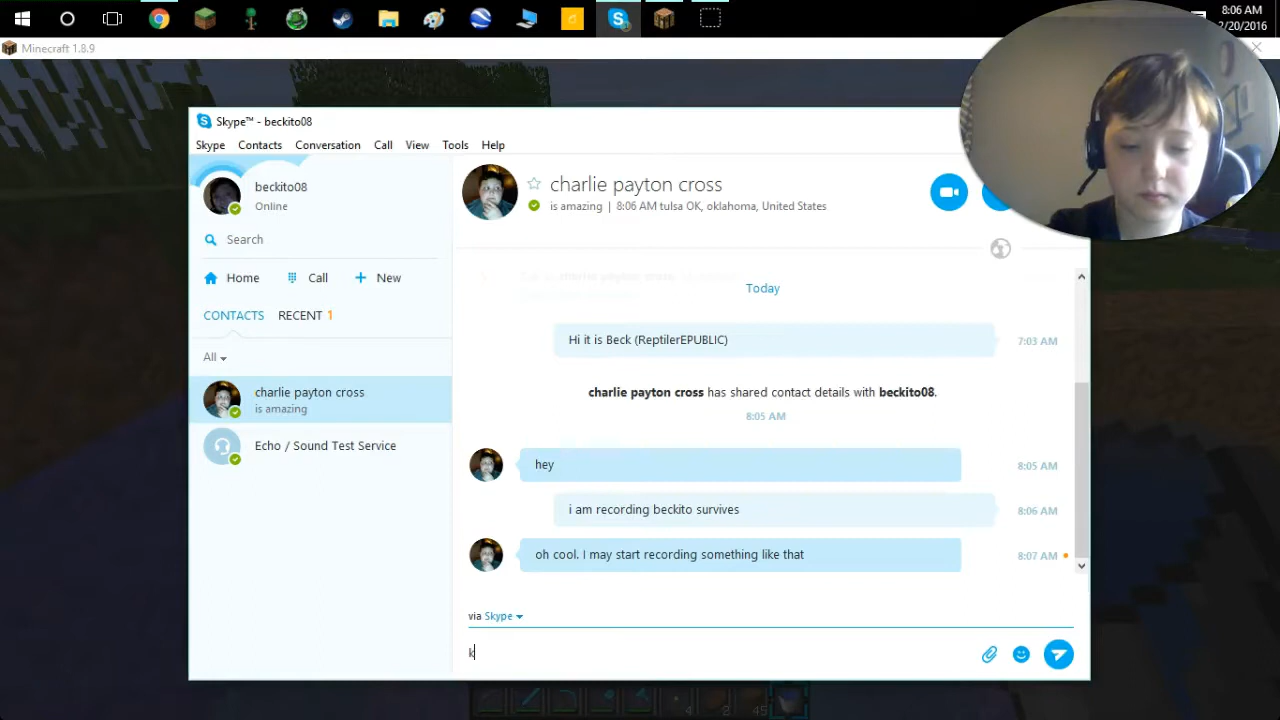 8:06 AM
2/20/2016
Minecraft 1.8.9
Skype™ - beckito08
Skype Contacts Conversation Call View Tools Help
beckito08
Online
charlie payton cross
is amazing | 8:06 AM tulsa OK, oklahoma, United States
Search
Home Call New
CONTACTS RECENT 1
All
charlie payton cross
is amazing
Echo / Sound Test Service
Today
Hi it is Beck (ReptilerEPUBLIC) 7:03 AM
charlie payton cross has shared contact details with beckito08.
8:05 AM
hey 8:05 AM
i am recording beckito survives 8:06 AM
oh cool. I may start recording something like that 8:07 AM
via Skype
k
4 2 45